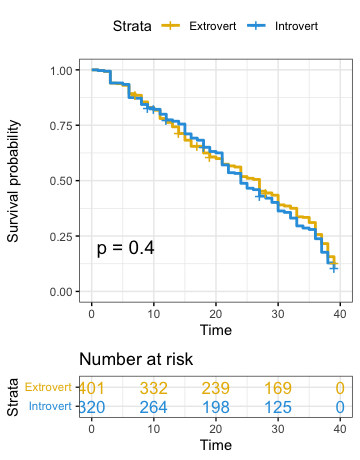 Strata Extrovert Introvert
Survival probability
1.00
0.75
0.50
0.25
0.00
p = 0.4
0 10 20 30 40
Time
Number at risk
Strata
Extrovert 401 332 239 169 0
Introvert 320 264 198 125 0
0 10 20 30 40
Time